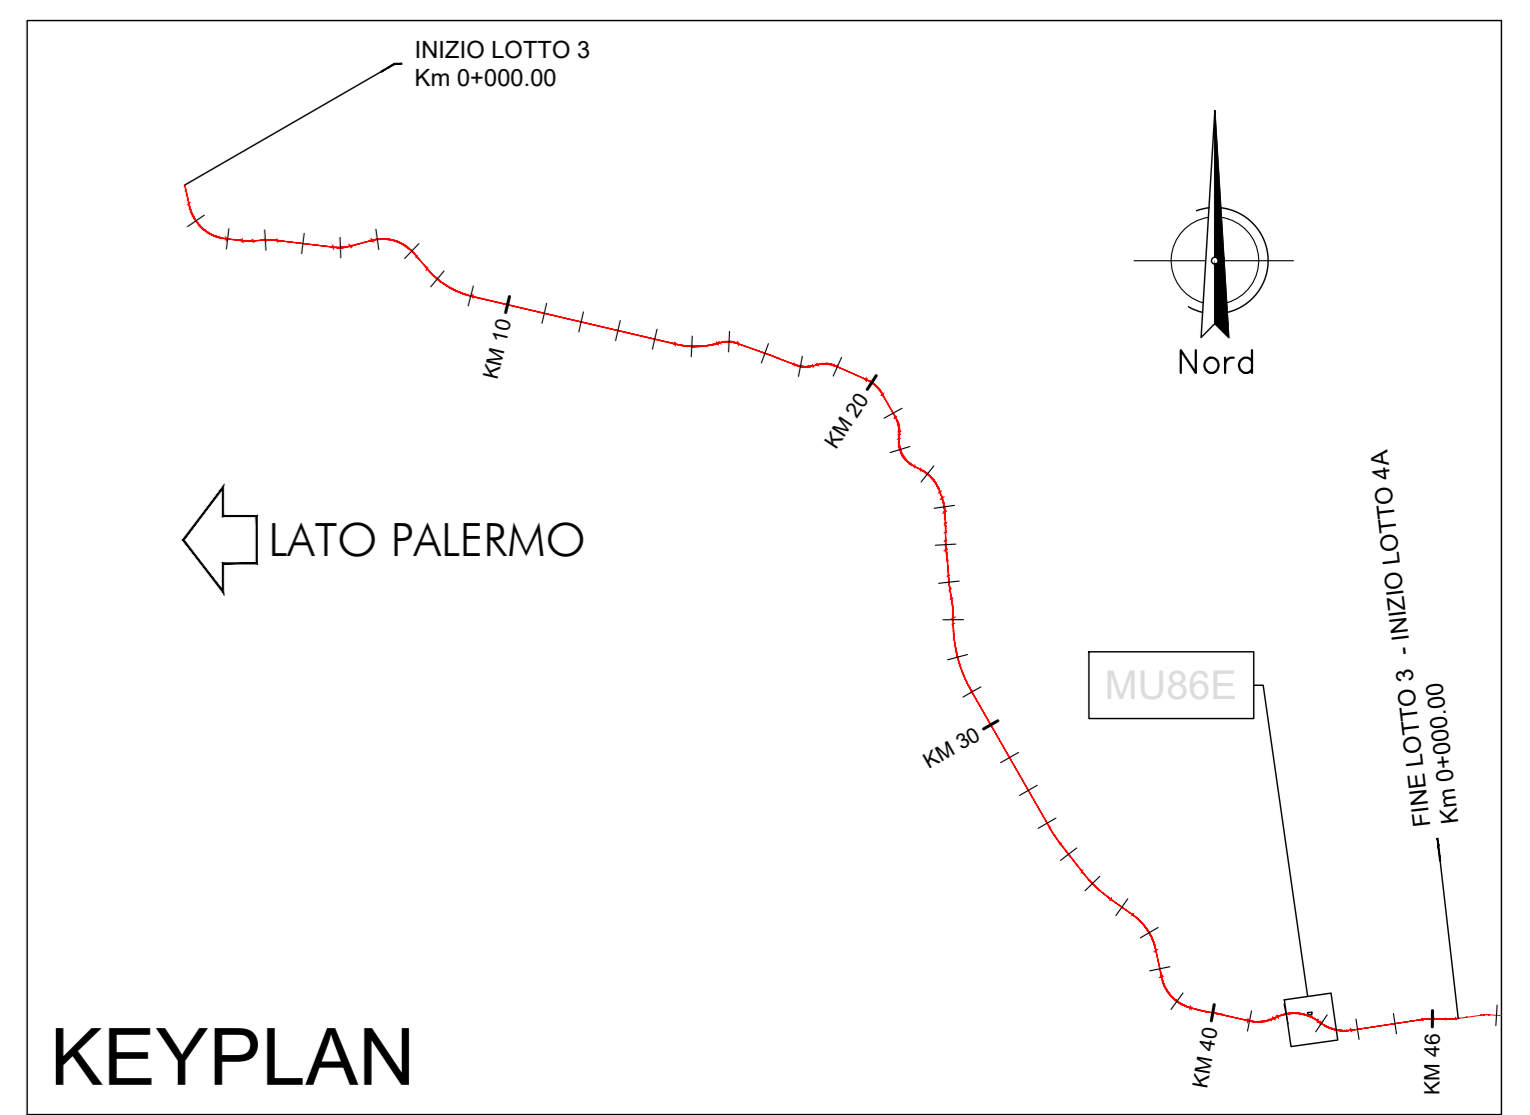 INIZIO LOTTO 3
Km 0+000.00
Nord
KM 10
KM 20
LATO PALERMO
FINE LOTTO 3 - INIZIO LOTTO 4A
Km 0+000.00
MU86E
KM 30
KM 40
KM 46
KEYPLAN